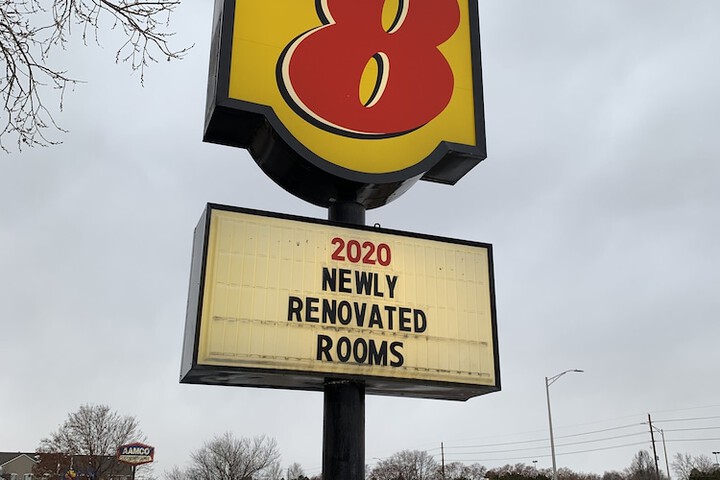 8
2020
NEWLY
RENOVATED
ROOMS
AAMCO